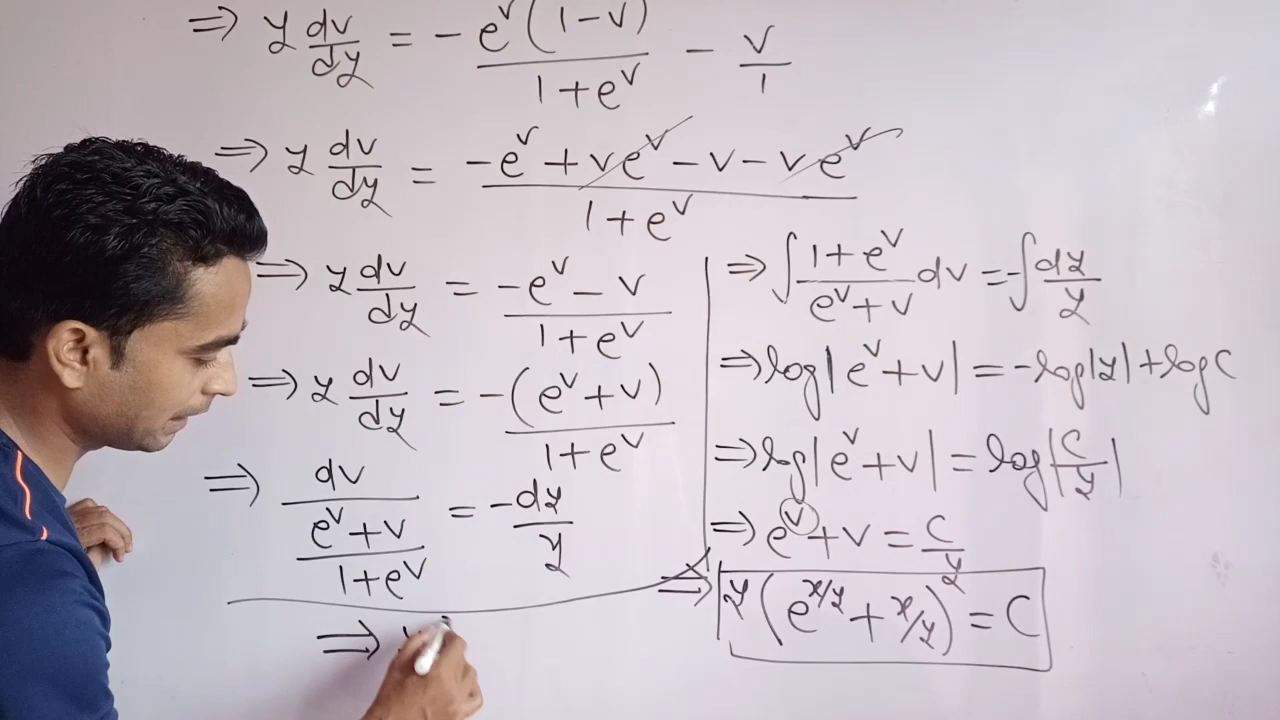 ⇒ y dv/dy = - e^v (1-v)/1+e^v - v/1
⇒ y dv/dy = -e^v + ve^v - v - ve^v/1+e^v
⇒ y dv/dy = -e^v - v/1+e^v
⇒ y dv/dy = -(e^v + v)/1+e^v
⇒ dv/e^v+v/1+e^v = -dy/y
⇒ ∫ 1+e^v/e^v+v dv = -∫ dy/y
⇒ log|e^v+v| = -log|y| + log C
⇒ log|e^v+v| = log|C/y|
⇒ e^v + v = C/y
⇒ y(e^x/y + x/y) = C
⇒